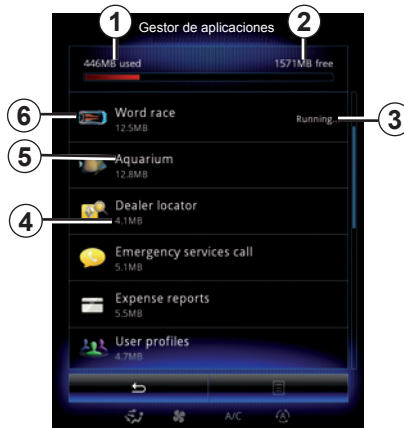 1
2
Gestor de aplicaciones
446MB used
1571MB free
6
Word race
12.5MB
Running...
3
5
Aquarium
12.8MB
Dealer locator
4
4.1MB
Emergency services call
5.1MB
Expense reports
5.5MB
User profiles
4.7MB
A/C
A